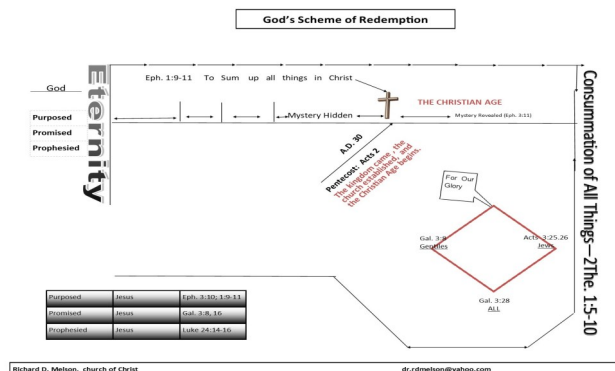 God's Scheme of Redemption
Eph. 1:9-11 To Sum up all things in Christ
God
Eternity
Purposed
Promised
Prophesied
Mystery Hidden
THE CHRISTIAN AGE
Mystery Revealed (Eph. 3:11)
A.D. 30
Pentecost: Acts 2
The kingdom came, the
church established, and
the Christian Age begins.
Consummation of All Things—2The. 1:5-10
For Our
Glory
Gal. 3:8
Gentiles
Acts 3:25.26
Jews
Gal. 3:28
ALL
Purposed Jesus Eph. 3:10; 1:9-11
Promised Jesus Gal. 3:8, 16
Prophesied Jesus Luke 24:14-16
Richard D. Melson, church of Christ dr.rdmelson@yahoo.com